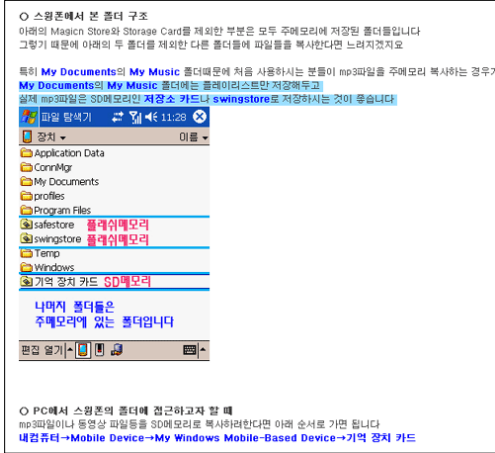 ○ 스윙폰에서 본 폴더 구조
아래의 Magicn Store와 Storage Card를 제외한 부분은 모두 주메모리에 저장된 폴더들입니다
그렇기 때문에 아래의 두 폴더를 제외한 다른 폴더들에 파일들을 복사한다면 느려지겠지요
특히 My Documents의 My Music 폴더때문에 처음 사용하시는 분들이 mp3파일을 주메모리 복사하는 경우가
My Documents의 My Music 폴더에는 플레이리스트만 저장해두고
실제 mp3파일은 SD메모리인 저장소 카드나 swingstore로 저장하시는 것이 좋습니다
파일 탐색기 11:28
장치 이름
Application Data
ConnMgr
My Documents
profiles
Program Files
safestore 플래쉬메모리
swingstore 플래쉬메모리
Temp
Windows
기억 장치 카드 SD메모리
나머지 폴더들은
주메모리에 있는 폴더입니다
편집 열기
○ PC에서 스윙폰의 폴더에 접근하고자 할 때
mp3파일이나 동영상 파일등을 SD메모리로 복사하려한다면 아래 순서로 가면 됩니다
내컴퓨터→Mobile Device→My Windows Mobile-Based Device→기억 장치 카드